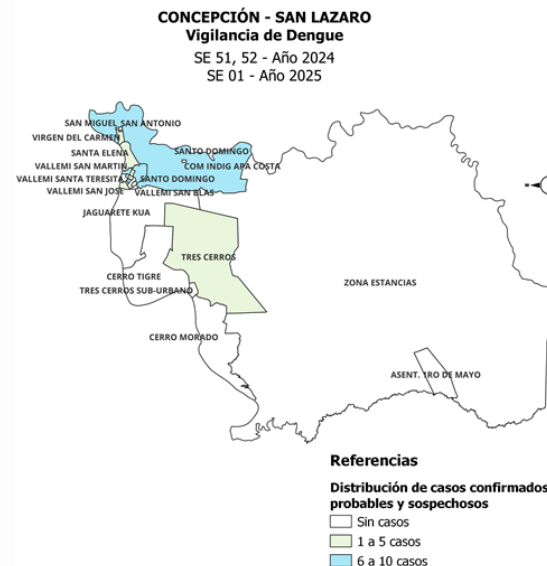 CONCEPCIÓN - SAN LAZARO
Vigilancia de Dengue
SE 51, 52 - Año 2024
SE 01 - Año 2025
SAN MIGUEL SAN ANTONIO
VIRGEN DEL CARMEN
SANTA ELENA
SANTO DOMINGO
VALLEMI SAN MARTIN
COM INDIG APA COSTA
VALLEMI SANTA TERESITA
SANTO DOMINGO
VALLEMI SAN JOSE
VALLEMI SAN BLAS
JAGUARETE KUA
TRES CERROS
CERRO TIGRE
ZONA ESTANCIAS
TRES CERROS SUB-URBANO
CERRO MORADO
ASENT. 1RO DE MAYO
Referencias
Distribución de casos confirmados
probables y sospechosos
Sin casos
1 a 5 casos
6 a 10 casos